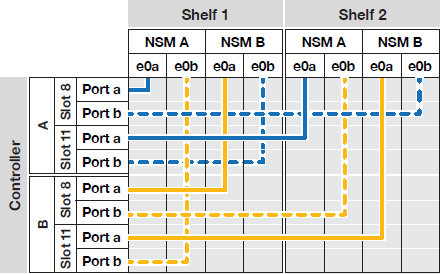 Shelf 1 Shelf 2
NSM A NSM B NSM A NSM B
e0a e0b e0a e0b e0a e0b e0a e0b
Controller
A
Slot 8
Port a
Port b
Slot 11
Port a
Port b
B
Slot 8
Port a
Port b
Slot 11
Port a
Port b